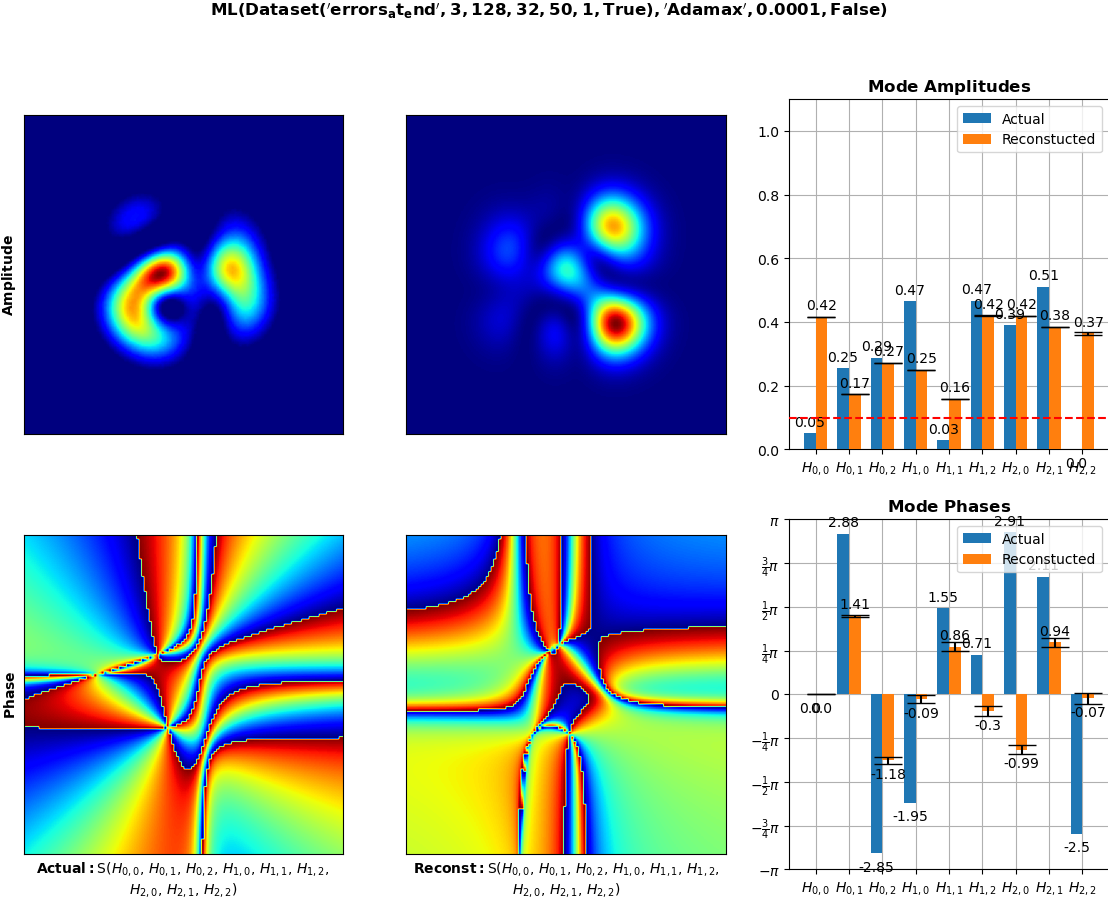 ML(Dataset('errors_at_end', 3, 128, 32, 50, 1, True), 'Adamax', 0.0001, False)
Amplitude
Mode Amplitudes
Actual
Reconstucted
1.0
0.8
0.6
0.4
0.2
0.0
0.05
0.42
0.25
0.17
0.29
0.27
0.47
0.25
0.03
0.16
0.47
0.42
0.39
0.42
0.51
0.38
0.0
0.37
H0,0 H0,1 H0,2 H1,0 H1,1 H1,2 H2,0 H2,1 H2,2
Phase
Actual: S(H0,0, H0,1, H0,2, H1,0, H1,1, H1,2,
H2,0, H2,1, H2,2)
Reconst: S(H0,0, H0,1, H0,2, H1,0, H1,1, H1,2,
H2,0, H2,1, H2,2)
Mode Phases
Actual
Reconstucted
π
3/4π
1/2π
1/4π
0
−1/4π
−1/2π
−3/4π
−π
0.0
0.0
2.88
1.41
-2.85
-1.18
-1.95
-0.09
1.55
0.86
0.71
-0.3
2.91
-0.99
0.94
-2.5
-0.07
H0,0 H0,1 H0,2 H1,0 H1,1 H1,2 H2,0 H2,1 H2,2